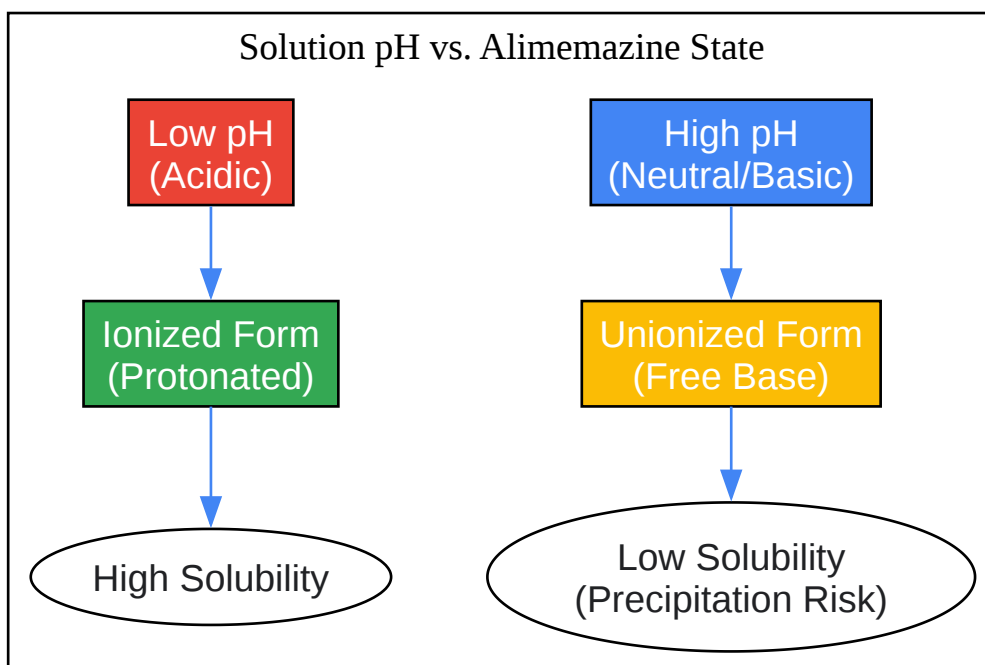 Solution pH vs. Alimemazine State
Low pH
(Acidic)
High pH
(Neutral/Basic)
Ionized Form
(Protonated)
Unionized Form
(Free Base)
High Solubility
Low Solubility
(Precipitation Risk)